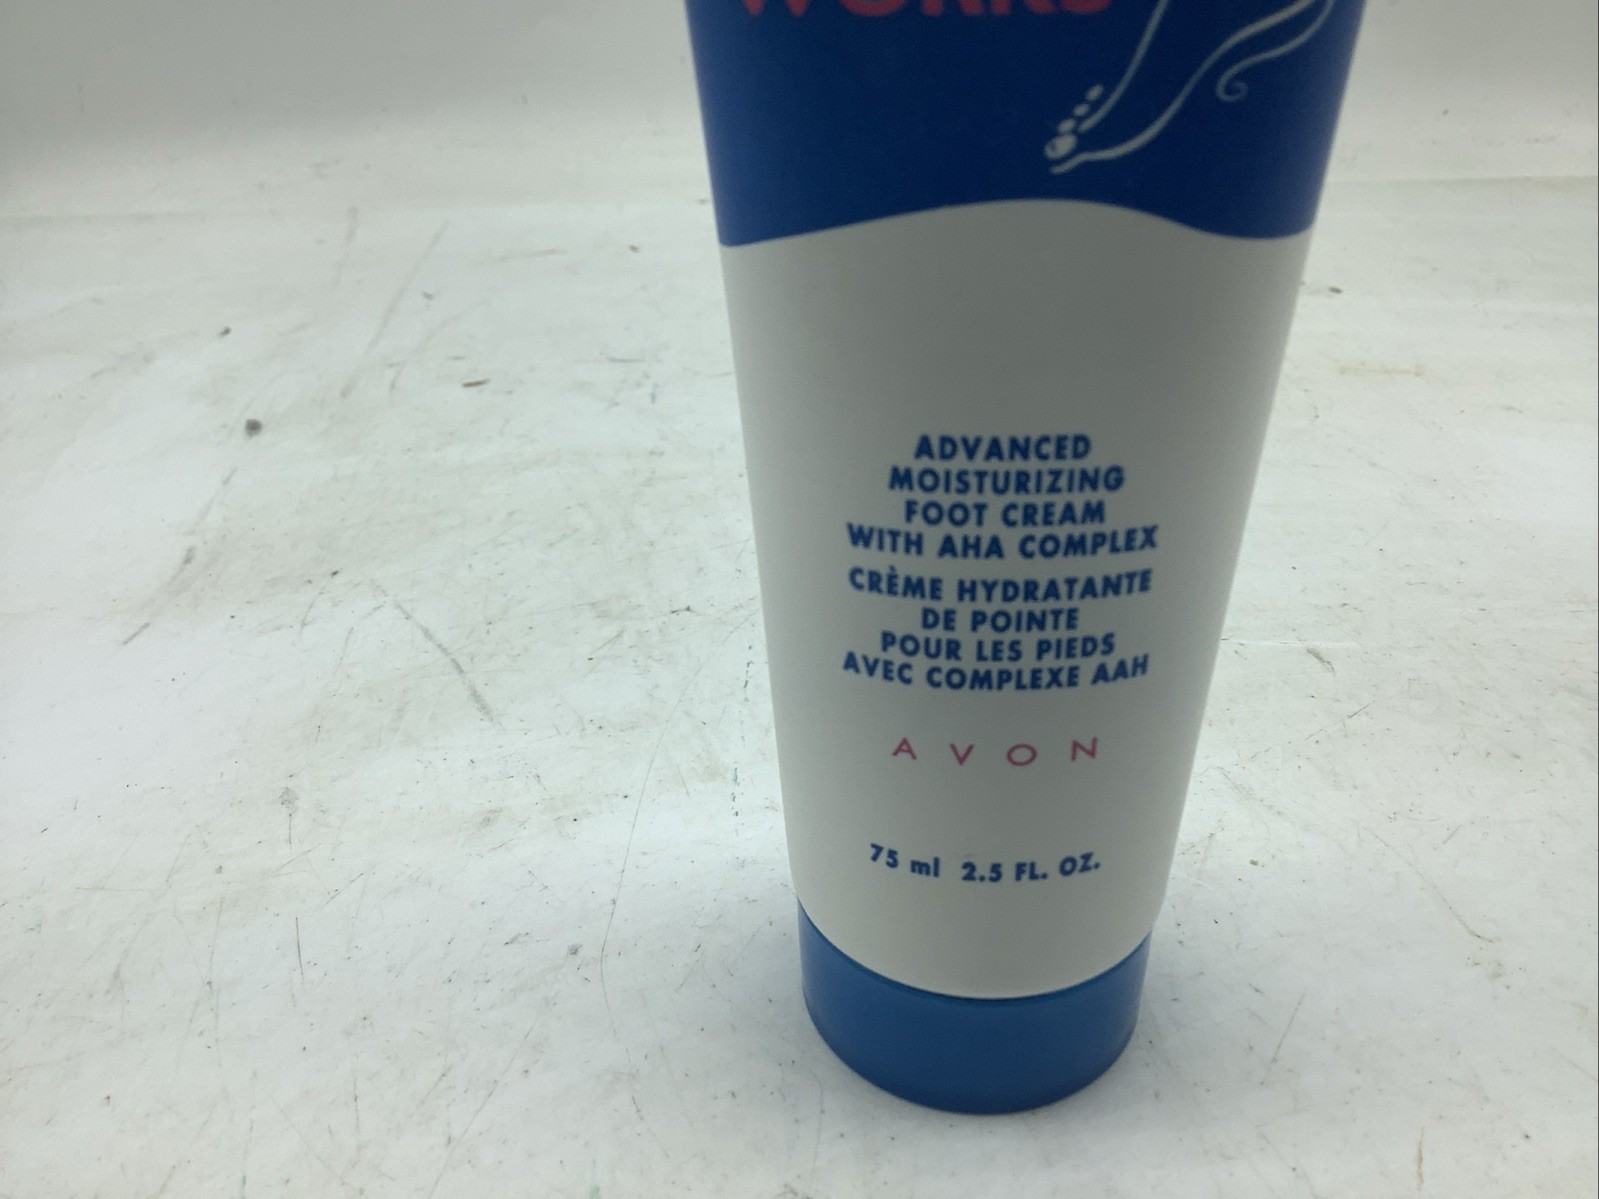 WORKS
ADVANCED
MOISTURIZING
FOOT CREAM
WITH AHA COMPLEX
CRÈME HYDRATANTE
DE POINTE
POUR LES PIEDS
AVEC COMPLEXE AAH
AVON
75 ml 2.5 FL. OZ.